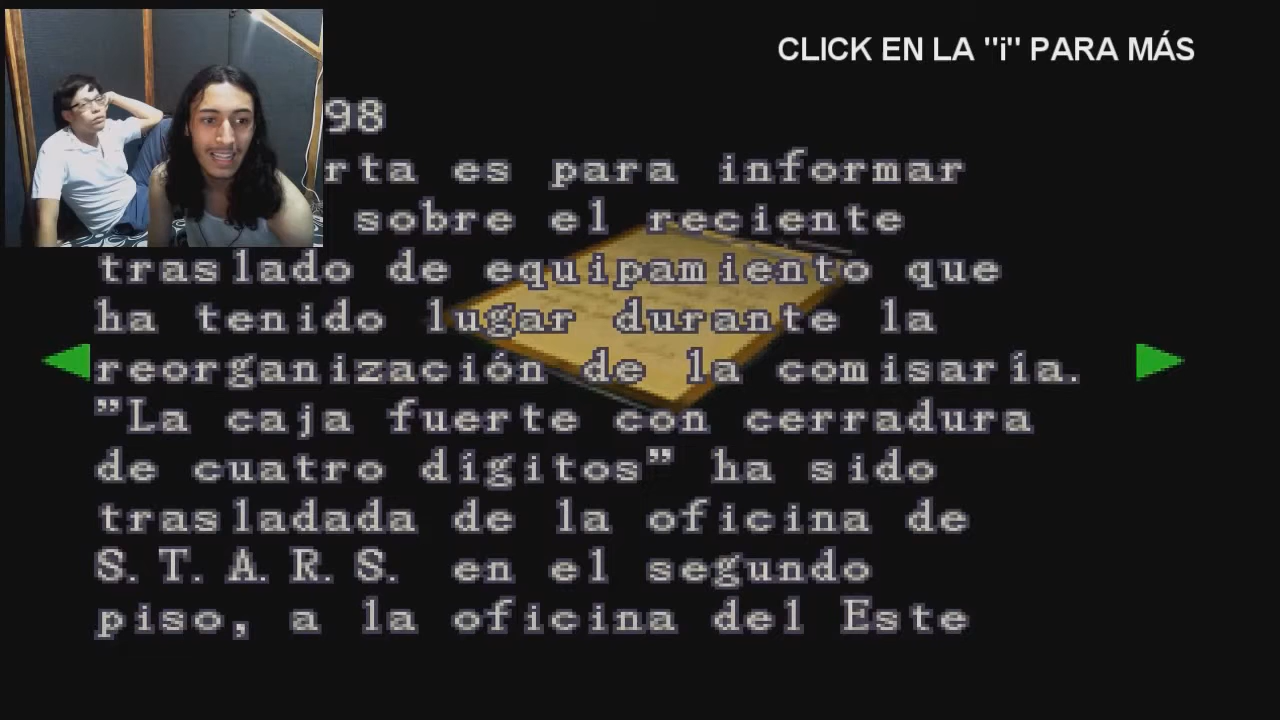 CLICK EN LA "i" PARA MÁS
98
rta es para informar
sobre el reciente
traslado de equipamiento que
ha tenido lugar durante la
reorganización de la comisaría.
"La caja fuerte con cerradura
de cuatro dígitos" ha sido
trasladada de la oficina de
S.T.A.R.S. en el segundo
piso, a la oficina del Este